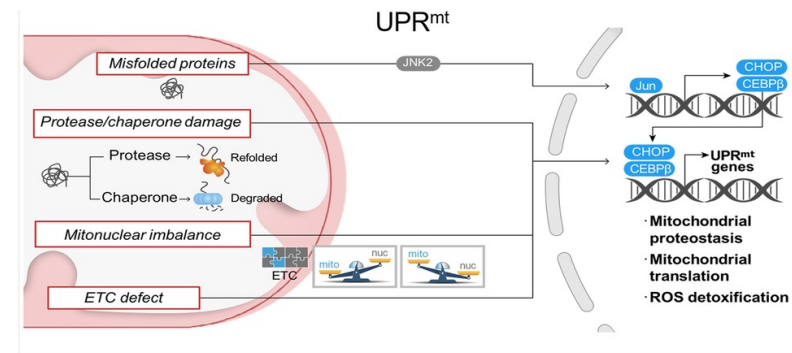 UPRmt
Misfolded proteins
JNK2
Jun
CHOP
CEBPβ
Protease/chaperone damage
Protease
Refolded
Chaperone
Degraded
CHOP
CEBPβ
UPRmt
genes
Mitonuclear imbalance
ETC
mito
nuc
mito
nuc
ETC defect
· Mitochondrial
proteostasis
· Mitochondrial
translation
· ROS detoxification